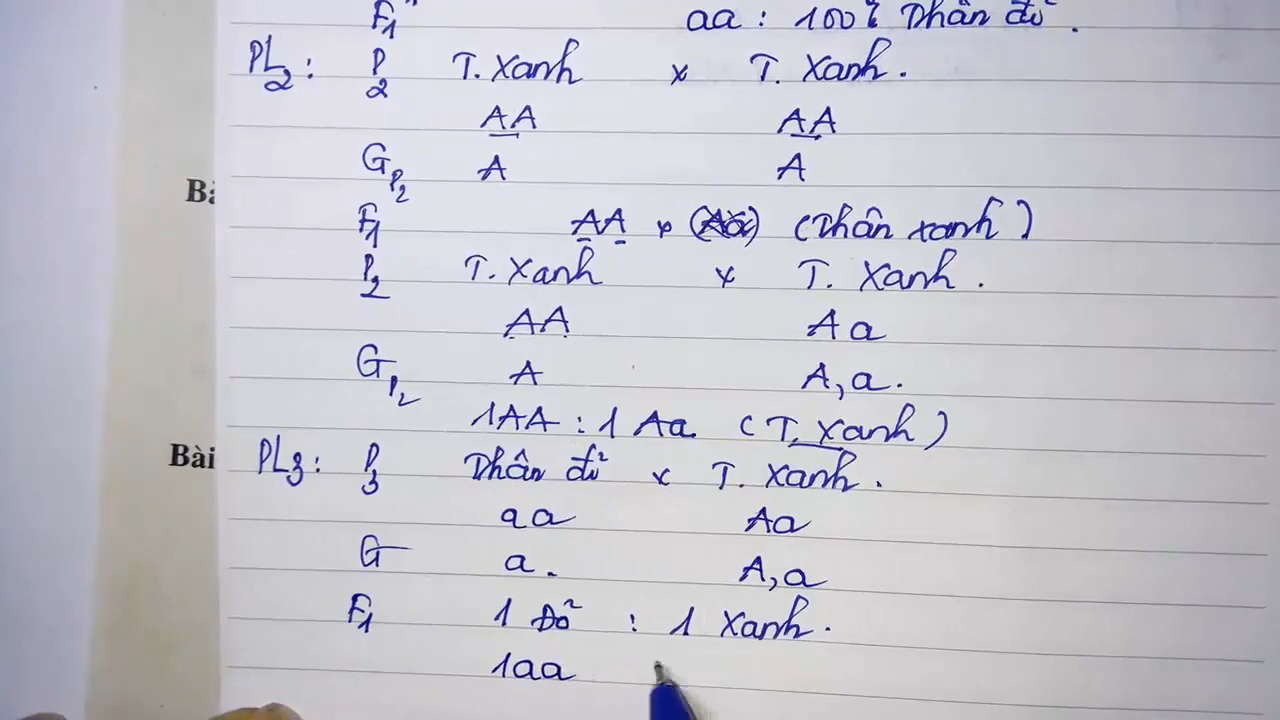 F1 aa : 100% Thân đỏ.
PL2: P2 T. Xanh x T. Xanh.
AA AA
GP2 A A
Bà
F1 AA x (Thân xanh)
P2 T. Xanh x T. Xanh.
AA Aa
GP2 A A, a.
1AA : 1 Aa (T. Xanh)
Bài
PL3: P3 Thân đỏ x T. Xanh.
aa Aa
G a. A, a
F1 1 Đỏ : 1 Xanh.
1aa